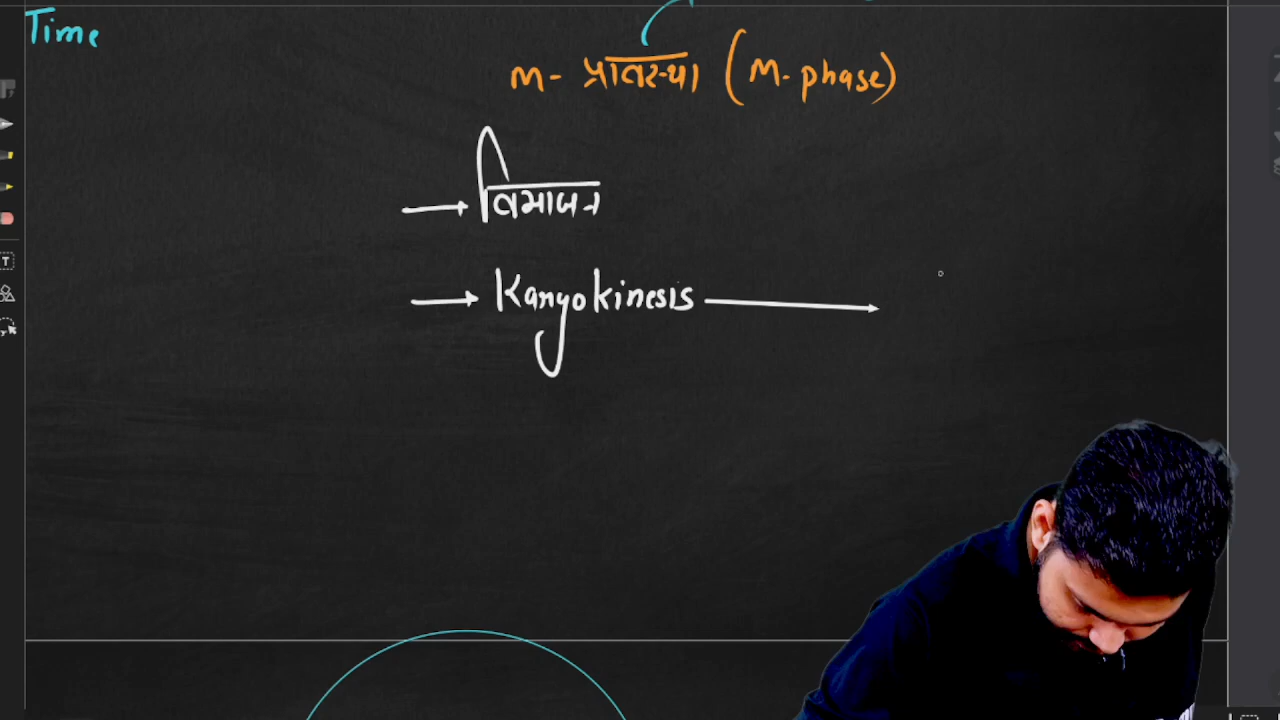 Time
M- प्रावस्था (M-phase)
→ विभाजन
→ Karyokinesis →